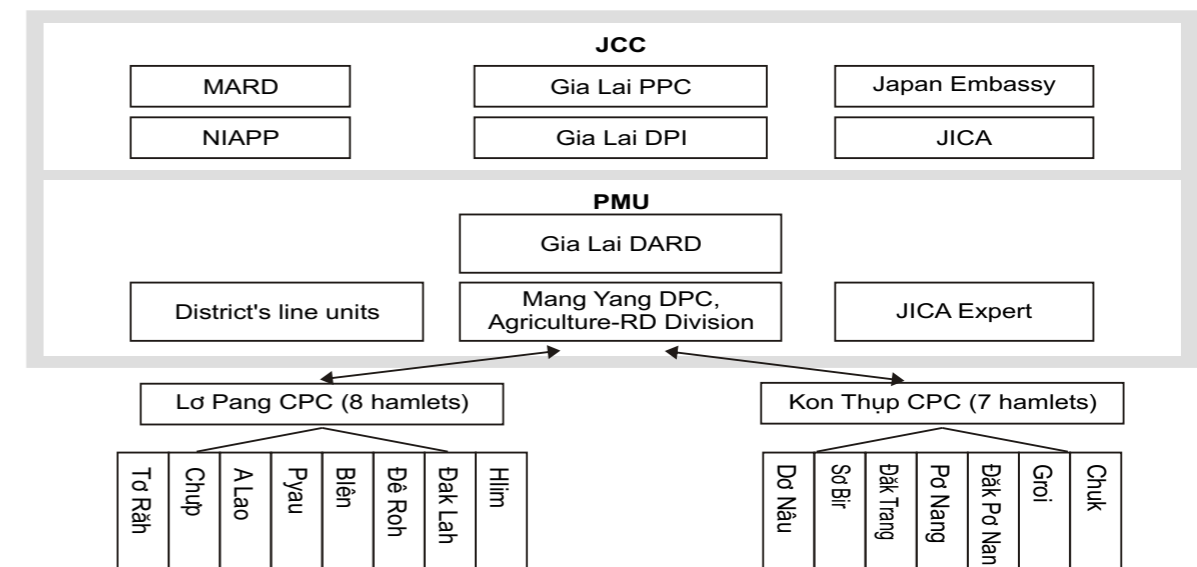 JCC
MARD
Gia Lai PPC
Japan Embassy
NIAPP
Gia Lai DPI
JICA
PMU
Gia Lai DARD
District's line units
Mang Yang DPC,
Agriculture-RD Division
JICA Expert
Lơ Pang CPC (8 hamlets)
Kon Thụp CPC (7 hamlets)
Tơ Răh
Chưp
A Lao
Pyau
Blên
Đê Roh
Đak Lah
Hlim
Dơ Nâu
Sơ Bir
Đăk Trang
Pơ Nang
Đăk Pơ Nan
Groi
Chuk